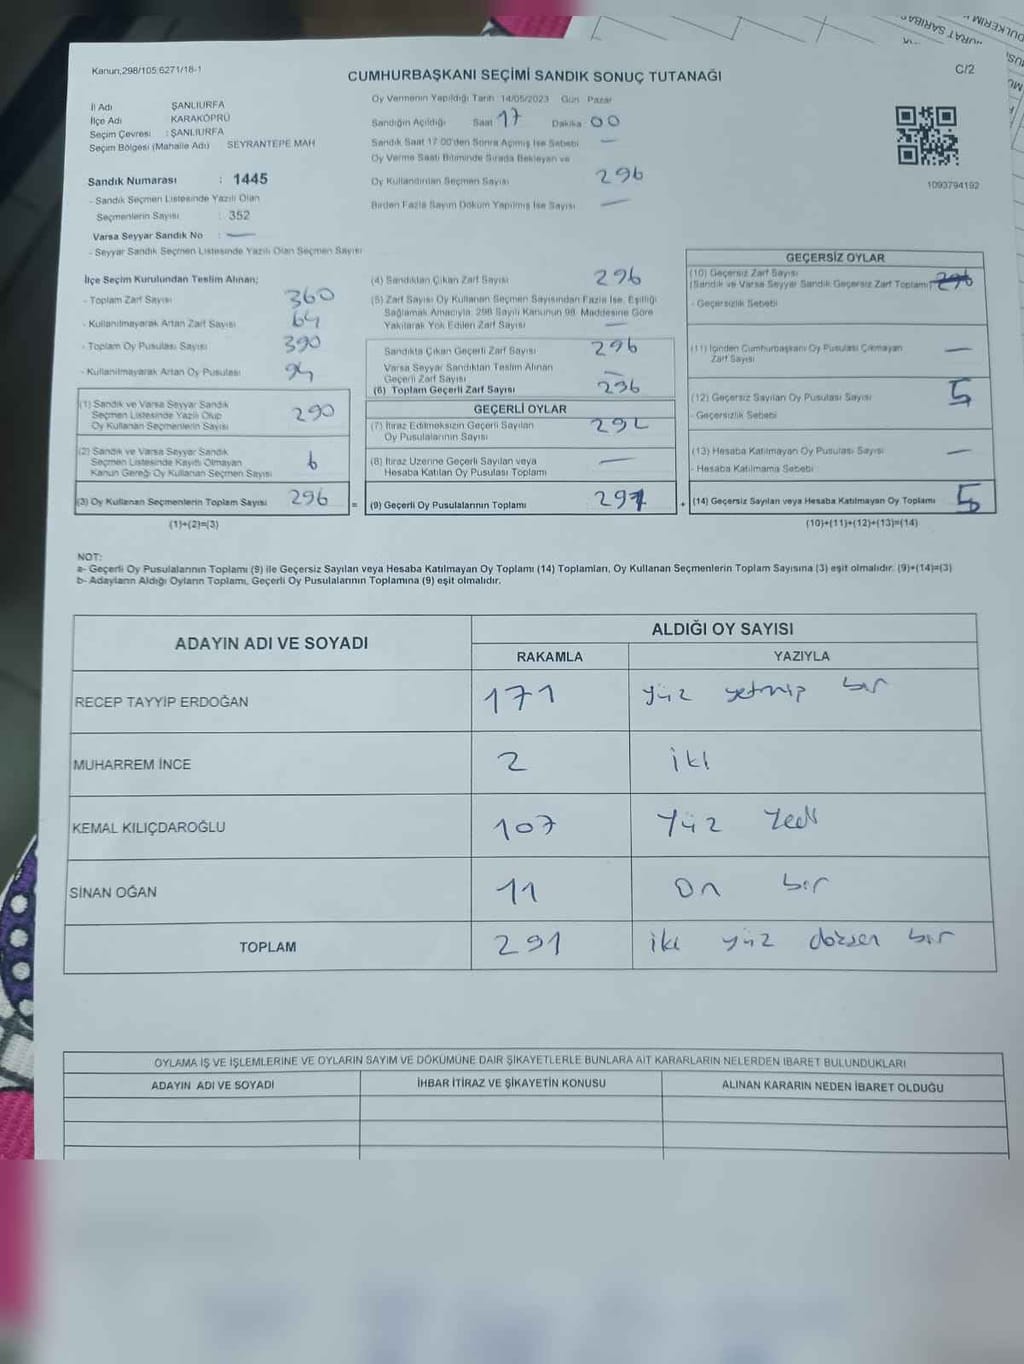 Kanun;298/105;6271/18-1
CUMHURBAŞKANI SEÇİMİ SANDIK SONUÇ TUTANAĞI
C/2
İl Adı ŞANLIURFA
İlçe Adı KARAKÖPRÜ
Seçim Çevresi : ŞANLIURFA
Seçim Bölgesi (Mahalle Adı) SEYRANTEPE MAH
Sandık Numarası : 1445
- Sandık Seçmen Listesinde Yazılı Olan
Seçmenlerin Sayısı : 352
Varsa Seyyar Sandık No : —
- Seyyar Sandık Seçmen Listesinde Yazılı Olan Seçmen Sayısı
Oy Vermenin Yapıldığı Tarih 14/05/2023 Gün Pazar
Sandığın Açıldığı Saat 17 Dakika 00
Sandık Saat 17:00'den Sonra Açılmış İse Sebebi —
Oy Verme Saati Bitiminde Sırada Bekleyen ve
Oy Kullandırılan Seçmen Sayısı 296
Birden Fazla Sayım Döküm Yapılmış İse Sayısı —
1093794192
İlçe Seçim Kurulundan Teslim Alınan;
- Toplam Zarf Sayısı 360
- Kullanılmayarak Artan Zarf Sayısı 64
- Toplam Oy Pusulası Sayısı 390
- Kullanılmayarak Artan Oy Pusulası 94
(1) Sandık ve Varsa Seyyar Sandık
Seçmen Listesinde Yazılı Olup
Oy Kullanan Seçmenlerin Sayısı 290
(2) Sandık ve Varsa Seyyar Sandık
Seçmen Listesinde Kayıtlı Olmayan
Kanun Gereği Oy Kullanan Seçmen Sayısı 6
(3) Oy Kullanan Seçmenlerin Toplam Sayısı 296
(1)+(2)=(3)
(4) Sandıktan Çıkan Zarf Sayısı 296
(5) Zarf Sayısı Oy Kullanan Seçmen Sayısından Fazla İse, Eşitliği
Sağlamak Amacıyla, 298 Sayılı Kanunun 98. Maddesine Göre
Yakılarak Yok Edilen Zarf Sayısı —
Sandıkta Çıkan Geçerli Zarf Sayısı 296
Varsa Seyyar Sandıktan Teslim Alınan
Geçerli Zarf Sayısı —
(6) Toplam Geçerli Zarf Sayısı 296
GEÇERLİ OYLAR
(7) İtiraz Edilmeksizin Geçerli Sayılan
Oy Pusulalarının Sayısı
(8) İtiraz Üzerine Geçerli Sayılan veya
Hesaba Katılan Oy Pusulası Toplamı —
= (9) Geçerli Oy Pusulalarının Toplamı 291
GEÇERSİZ OYLAR
(10) Geçersiz Zarf Sayısı
(Sandık ve Varsa Seyyar Sandık Geçersiz Zarf Toplamı) 296
- Geçersizlik Sebebi
(11) İçinden Cumhurbaşkanı Oy Pusulası Çıkmayan
Zarf Sayısı —
(12) Geçersiz Sayılan Oy Pusulası Sayısı 5
- Geçersizlik Sebebi
(13) Hesaba Katılmayan Oy Pusulası Sayısı —
- Hesaba Katılmama Sebebi
+ (14) Geçersiz Sayılan veya Hesaba Katılmayan Oy Toplamı 5
(10)+(11)+(12)+(13)=(14)
NOT:
a- Geçerli Oy Pusulalarının Toplamı (9) ile Geçersiz Sayılan veya Hesaba Katılmayan Oy Toplamı (14) Toplamları, Oy Kullanan Seçmenlerin Toplam Sayısına (3) eşit olmalıdır. (9)+(14)=(3)
b- Adayların Aldığı Oyların Toplamı, Geçerli Oy Pusulalarının Toplamına (9) eşit olmalıdır.
ADAYIN ADI VE SOYADI ALDIĞI OY SAYISI
RAKAMLA YAZIYLA
RECEP TAYYİP ERDOĞAN 171 yüz yetmiş bir
MUHARREM İNCE 2 iki
KEMAL KILIÇDAROĞLU 107 yüz yedi
SİNAN OĞAN 11 on bir
TOPLAM 291 iki yüz doksan bir
OYLAMA İŞ VE İŞLEMLERİNE VE OYLARIN SAYIM VE DÖKÜMÜNE DAİR ŞİKAYETLERLE BUNLARA AİT KARARLARIN NELERDEN İBARET BULUNDUKLARI
ADAYIN ADI VE SOYADI İHBAR İTİRAZ VE ŞİKAYETİN KONUSU ALINAN KARARIN NEDEN İBARET OLDUĞU